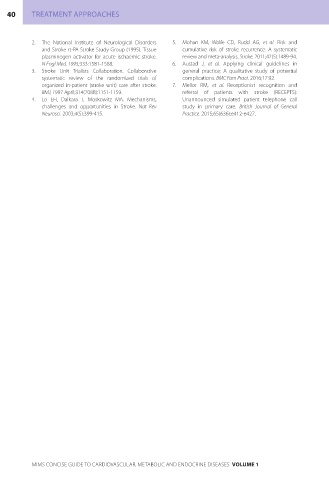 40 TREATMENT APPROACHES
2. The National Institute of Neurological Disorders
and Stroke rt-PA Stroke Study Group (1995). Tissue
plasminogen activator for acute ischaemic stroke.
N Engl Med. 1995;333:1581-1588.
3. Stroke Unit Trialists Collaboration. Collaborative
systematic review of the randomised trials of
organised in-patient (stroke unit) care after stroke.
BMJ 1997 April;314(7088):1151-1159.
4. Lo EH, Dalkara T, Moskowitz MA. Mechanisms,
challenges and opportunities in Stroke. Nat Rev
Neurosci. 2003;4(5):399-415.
5. Mohan KM, Wolfe CD, Rudd AG, et al. Risk and
cumulative risk of stroke recurrence: A systematic
review and meta-analysis. Stroke. 2011;47(5):1489-94.
6. Austad J, et al. Applying clinical guidelines in
general practice: A qualitative study of potential
complications. BMC Fam Pract. 2016;17:92.
7. Mellor RM, et al. Receptionist recognition and
referral of patients with stroke (RECEPTS).
Unannounced simulated patient telephone call
study in primary care. British Journal of General
Practice. 2015;65(636):e412-e427.
MIMS CONCISE GUIDE TO CARDIOVASCULAR, METABOLIC AND ENDOCRINE DISEASES VOLUME 1